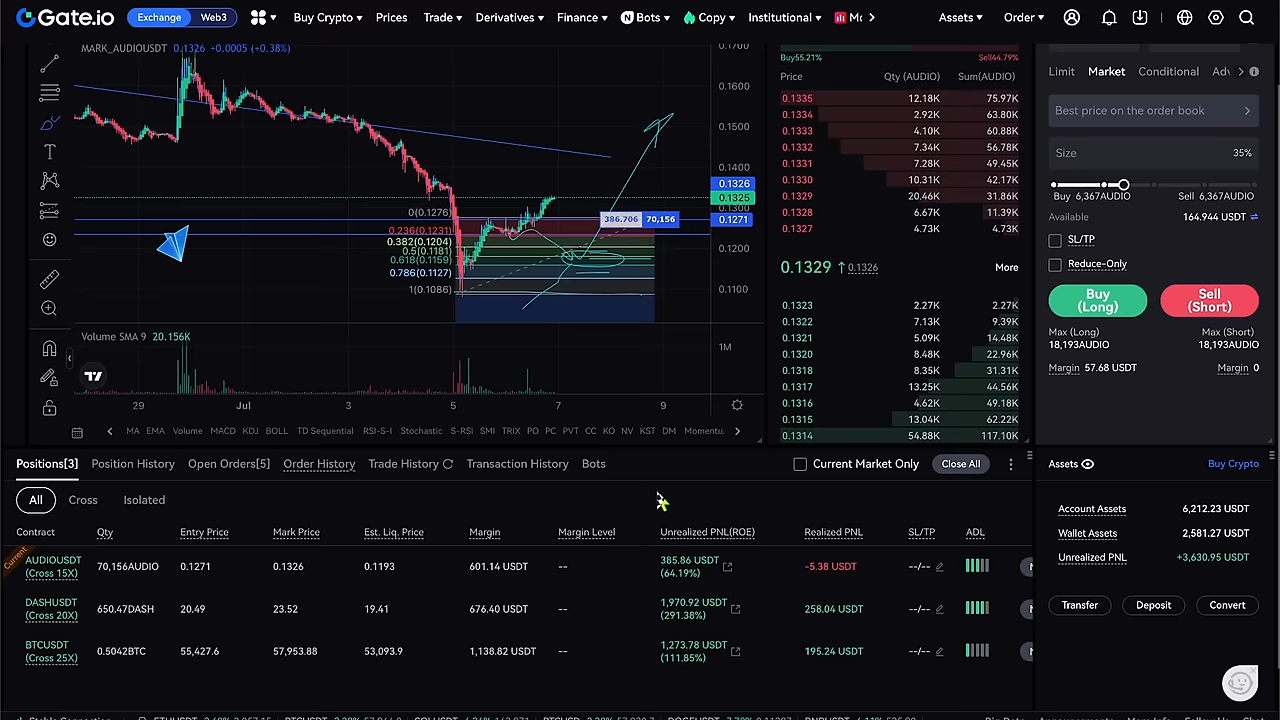 Gate.io Exchange Web3 Buy Crypto Prices Trade Derivatives Finance Bots Copy Institutional Mc Assets Order
MARK_AUDIOUSDT 0.1326 +0.0005 (+0.38%)
0.1700
0.1600
0.1500
0.1400
0.1326
0.1325
0.1300
0.1271
0.1200
0.1100
0(0.1276)
0.236(0.1231)
0.382(0.1204)
0.5(0.1181)
0.618(0.1159)
0.786(0.1127)
1(0.1086)
386.706 70,156
Volume SMA 9 20.156K
1M
29 Jul 3 5 7 9
MA EMA Volume MACD KDJ BOLL TD Sequential RSI-S-I Stochastic S-RSI SMI TRIX PO PC PVT CC KO NV KST DM Momentu.
Buy55.21% Sell44.79%
Price Qty (AUDIO) Sum(AUDIO)
0.1335 12.18K 75.97K
0.1334 2.92K 63.80K
0.1333 4.10K 60.88K
0.1332 7.34K 56.78K
0.1331 7.28K 49.45K
0.1330 10.31K 42.17K
0.1329 20.46K 31.86K
0.1328 6.67K 11.39K
0.1327 4.73K 4.73K
0.1329 ↑ 0.1326 More
0.1323 2.27K 2.27K
0.1322 7.13K 9.39K
0.1321 5.09K 14.48K
0.1320 8.48K 22.96K
0.1318 8.35K 31.31K
0.1317 13.25K 44.56K
0.1316 4.62K 49.18K
0.1315 13.04K 62.22K
0.1314 54.88K 117.10K
Limit Market Conditional Adv
Best price on the order book
Size 35%
Buy 6,367AUDIO Sell 6,367AUDIO
Available 164.944 USDT
SL/TP
Reduce-Only
Buy (Long)
Sell (Short)
Max (Long) Max (Short)
18,193AUDIO 18,193AUDIO
Margin 57.68 USDT Margin 0
Positions[3] Position History Open Orders[5] Order History Trade History Transaction History Bots Current Market Only Close All
All Cross Isolated
Contract Qty Entry Price Mark Price Est. Liq. Price Margin Margin Level Unrealized PNL(ROE) Realized PNL SL/TP ADL
Current
AUDIOUSDT (Cross 15X) 70,156AUDIO 0.1271 0.1326 0.1193 601.14 USDT -- 385.86 USDT (64.19%) -5.38 USDT --/--
DASHUSDT (Cross 20X) 650.47DASH 20.49 23.52 19.41 676.40 USDT -- 1,970.92 USDT (291.38%) 258.04 USDT --/--
BTCUSDT (Cross 25X) 0.5042BTC 55,427.6 57,953.88 53,093.9 1,138.82 USDT -- 1,273.78 USDT (111.85%) 195.24 USDT --/--
Assets Buy Crypto
Account Assets 6,212.23 USDT
Wallet Assets 2,581.27 USDT
Unrealized PNL +3,630.95 USDT
Transfer Deposit Convert